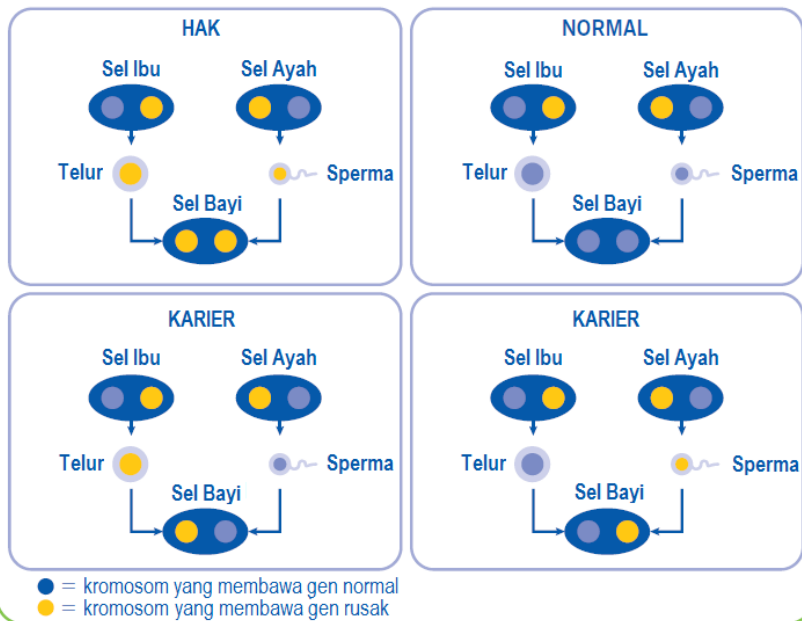 HAK
Sel Ibu
Sel Ayah
Telur
Sperma
Sel Bayi
NORMAL
Sel Ibu
Sel Ayah
Telur
Sperma
Sel Bayi
KARIER
Sel Ibu
Sel Ayah
Telur
Sperma
Sel Bayi
KARIER
Sel Ibu
Sel Ayah
Telur
Sperma
Sel Bayi
= kromosom yang membawa gen normal
= kromosom yang membawa gen rusak